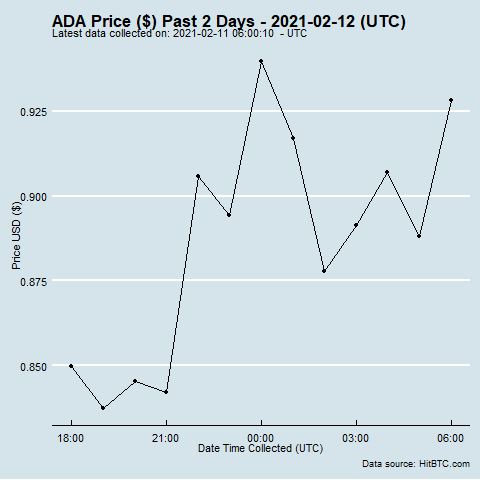 ADA Price ($) Past 2 Days - 2021-02-12 (UTC)
Latest data collected on: 2021-02-11 06:00:10  - UTC
0.925
0.900
0.875
0.850
Price USD ($)
18:00 21:00 00:00 03:00 06:00
Date Time Collected (UTC)
Data source: HitBTC.com